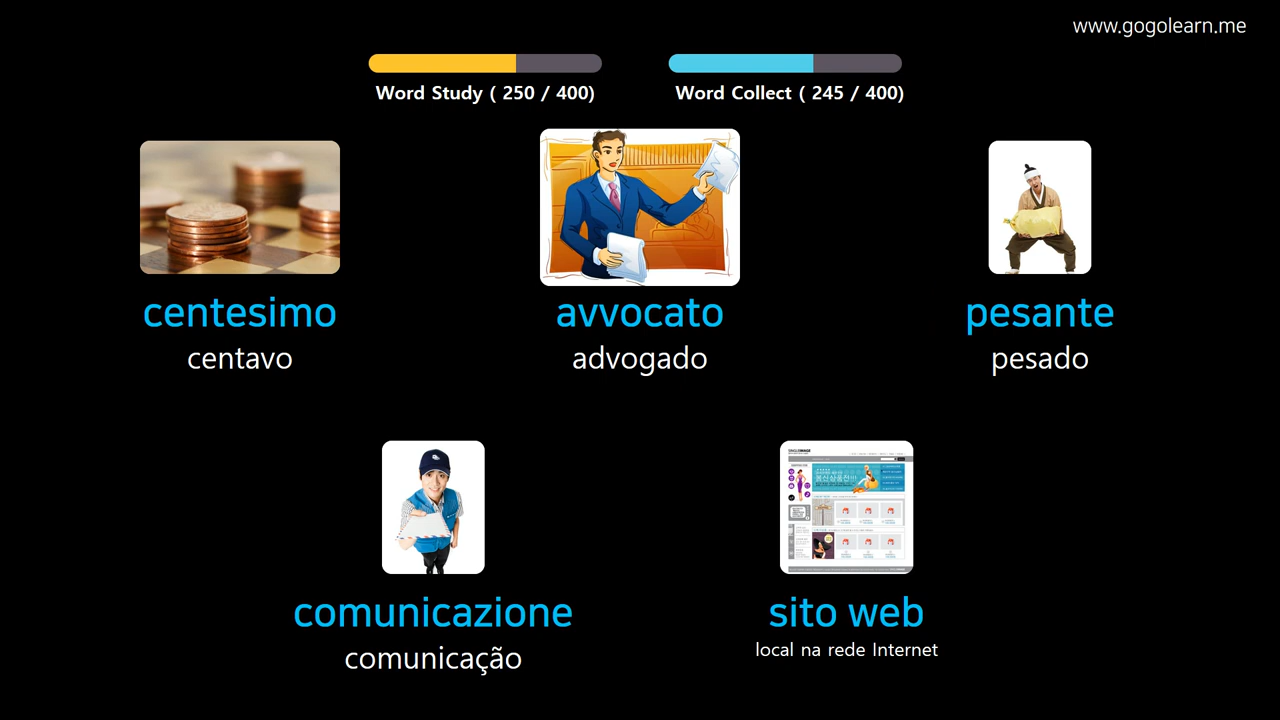 www.gogolearn.me
Word Study ( 250 / 400)
Word Collect ( 245 / 400)
centesimo
centavo
avvocato
advogado
pesante
pesado
comunicazione
comunicação
sito web
local na rede Internet